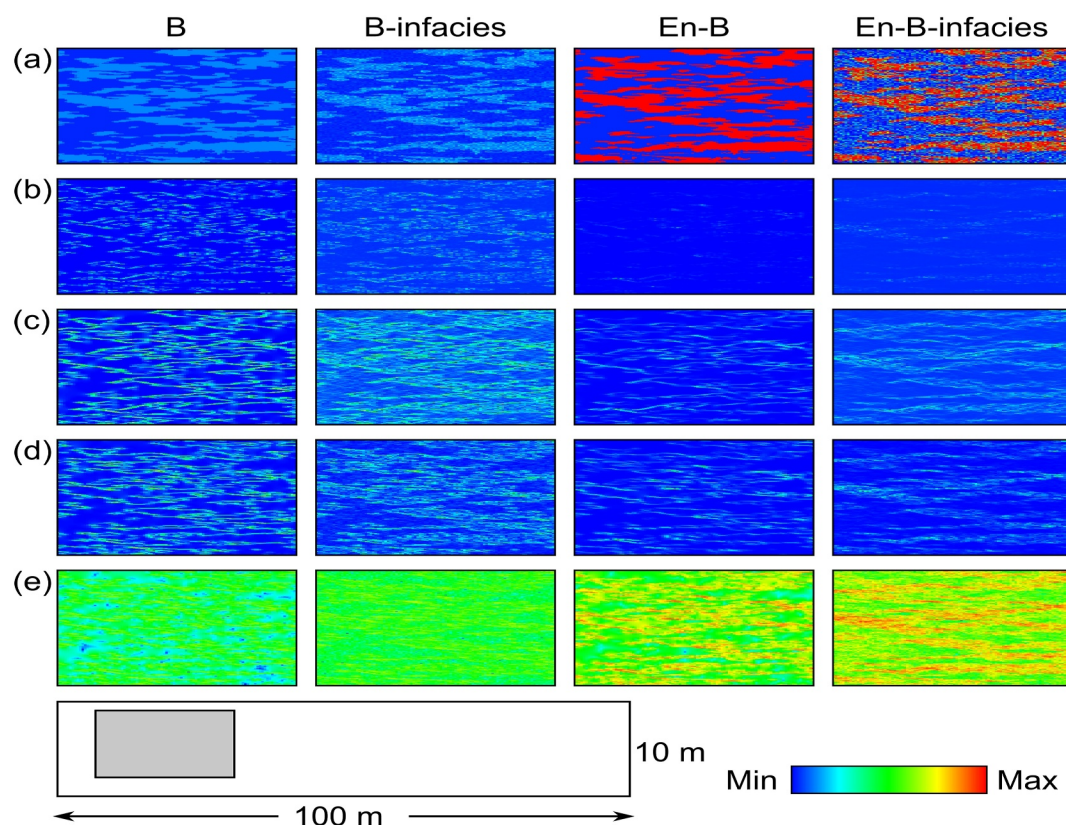 B B-infacies En-B En-B-infacies
(a)
(b)
(c)
(d)
(e)
10 m
Min Max
100 m